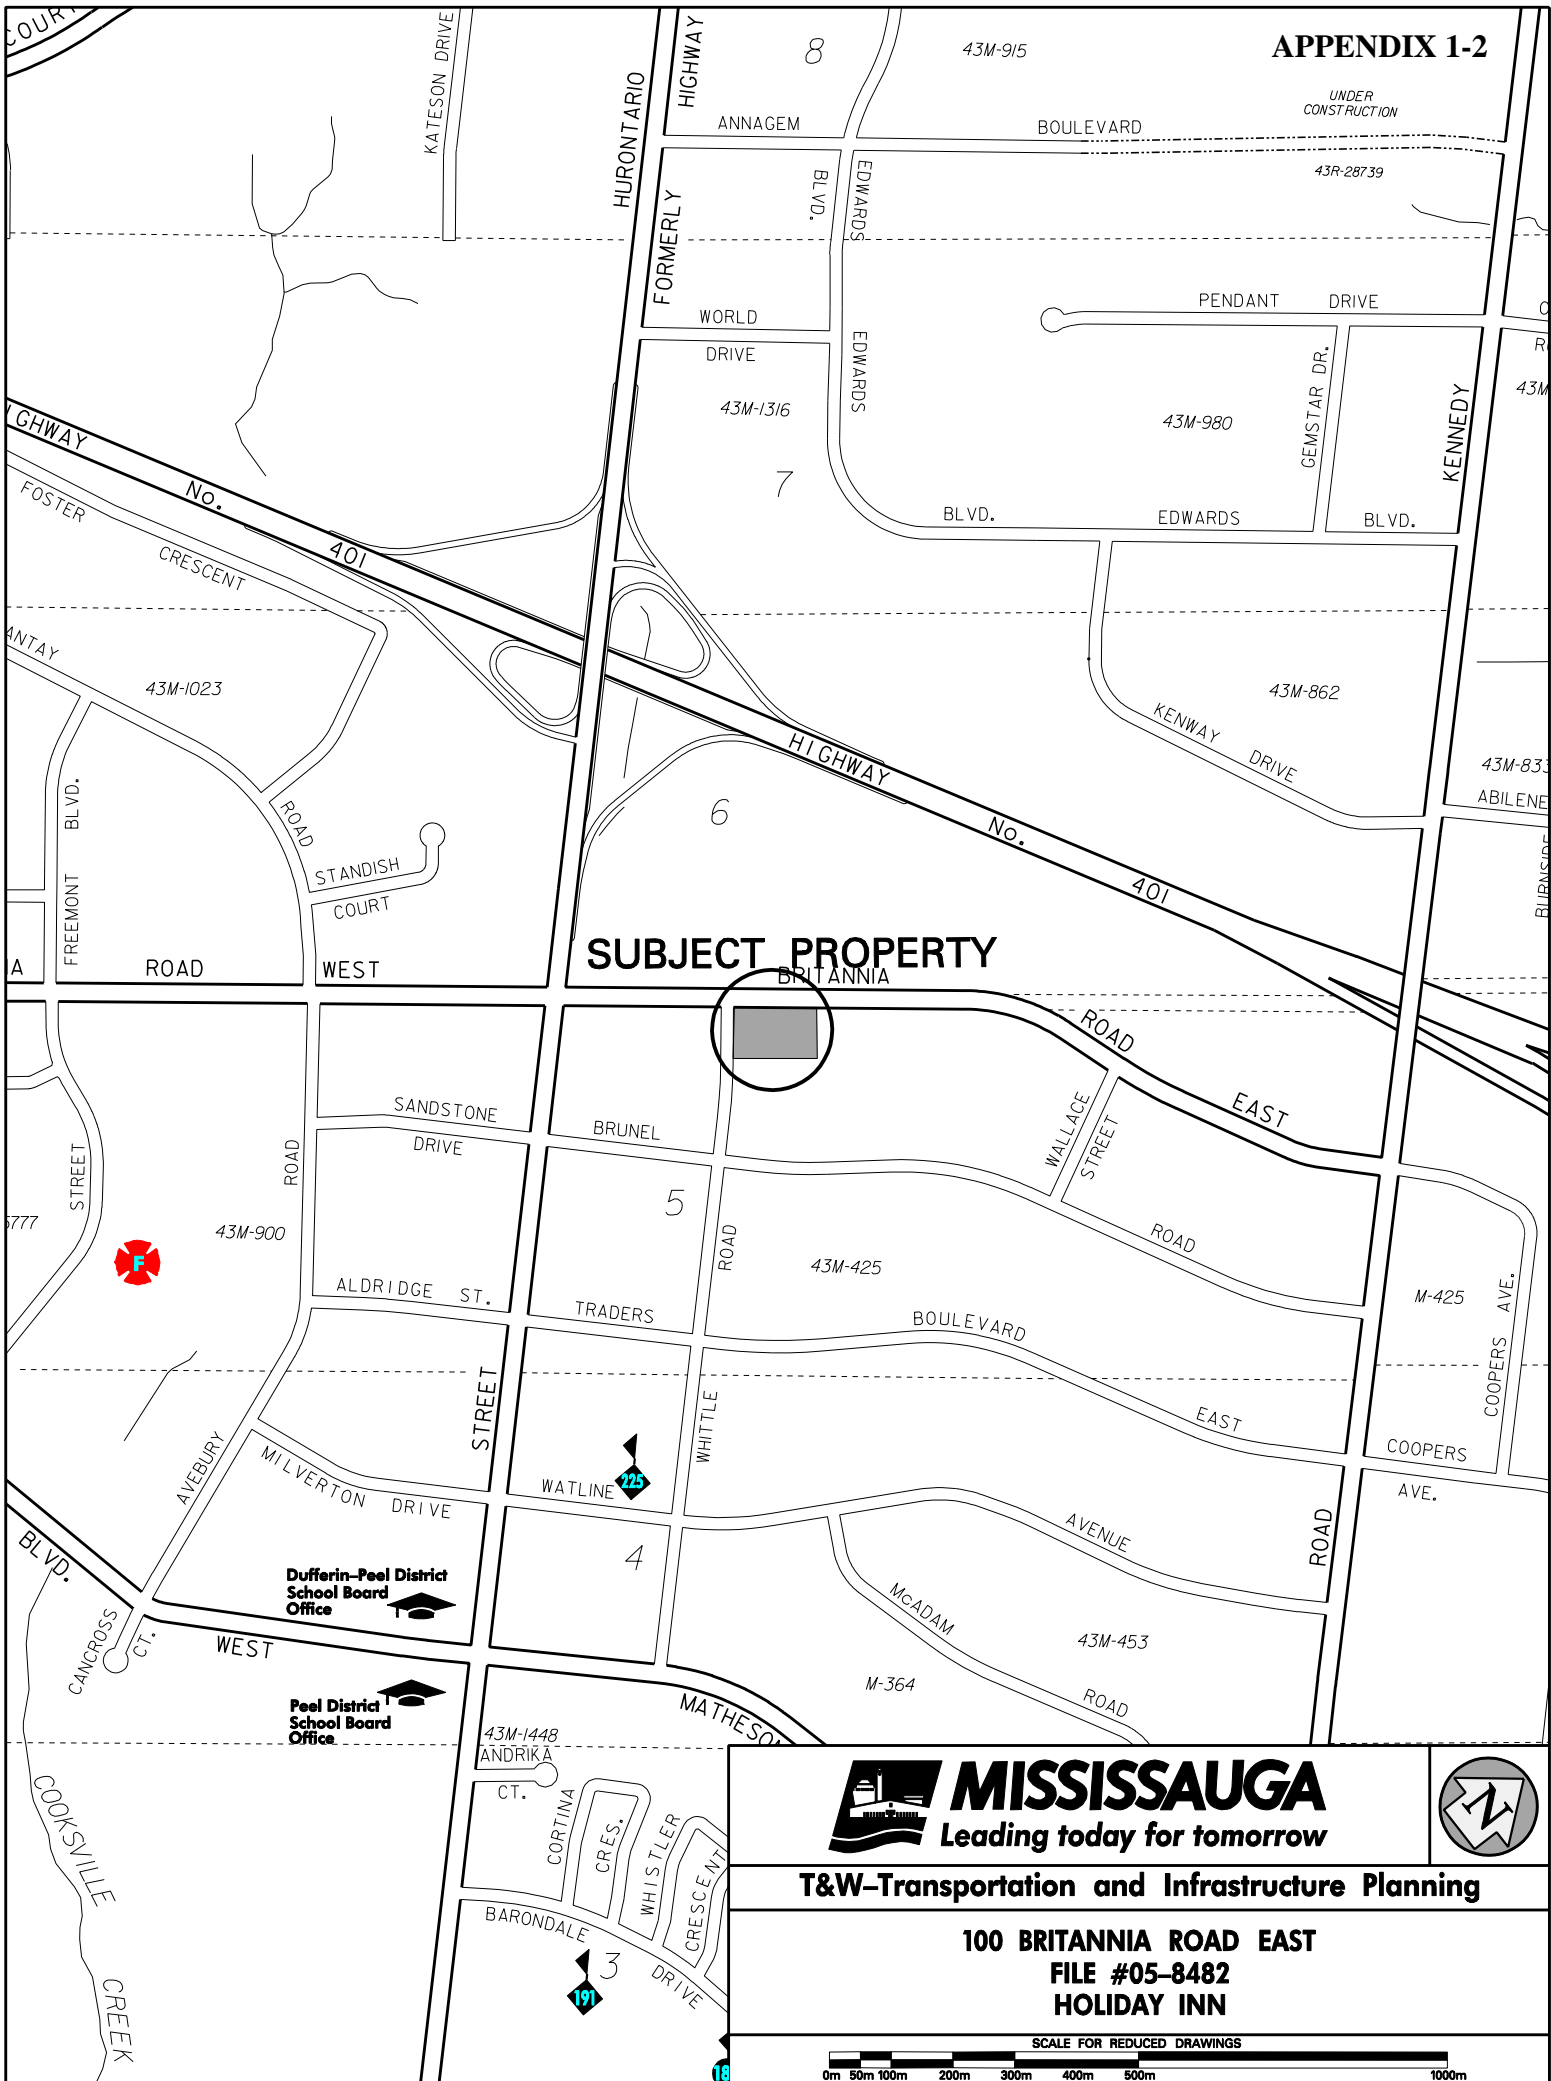 APPENDIX 1-2
COURT
KATESON DRIVE
HURONTARIO
HIGHWAY
FORMERLY
8
43M-915
UNDER
CONSTRUCTION
ANNAGEM
BOULEVARD
43R-28739
BLVD.
EDWARDS
WORLD
DRIVE
EDWARDS
PENDANT DRIVE
GEMSTAR DR.
KENNEDY
43M-1316
43M-980
43M
7
BLVD.
EDWARDS
BLVD.
IGHWAY
No.
401
FOSTER
CRESCENT
ANTAY
43M-1023
43M-862
KENWAY
DRIVE
43M-833
ABILENE
BURNSIDE
HIGHWAY
No.
401
6
FREEMONT BLVD.
ROAD
STANDISH
COURT
SUBJECT PROPERTY
IA
ROAD
WEST
BRITANNIA
ROAD
EAST
SANDSTONE
DRIVE
BRUNEL
WALLACE
STREET
STREET
ROAD
5777
43M-900
F
5
ROAD
43M-425
ROAD
M-425
COOPERS AVE.
ALDRIDGE ST.
TRADERS
BOULEVARD
STREET
WHITTLE
EAST
COOPERS
AVE.
AVEBURY
MILVERTON DRIVE
WATLINE
225
AVENUE
ROAD
BLVD.
4
Dufferin–Peel District
School Board
Office
McADAM
43M-453
CANCROSS
CT.
WEST
M-364
ROAD
Peel District
School Board
Office
MATHESON
43M-1448
ANDRIKA
CT.
CORTINA
CRES.
WHISTLER
CRESCENT
COOKSVILLE
CREEK
BARONDALE
DRIVE
3
191
18
MISSISSAUGA
Leading today for tomorrow
N
T&W–Transportation and Infrastructure Planning
100 BRITANNIA ROAD EAST
FILE #05–8482
HOLIDAY INN
SCALE FOR REDUCED DRAWINGS
0m 50m 100m 200m 300m 400m 500m 1000m